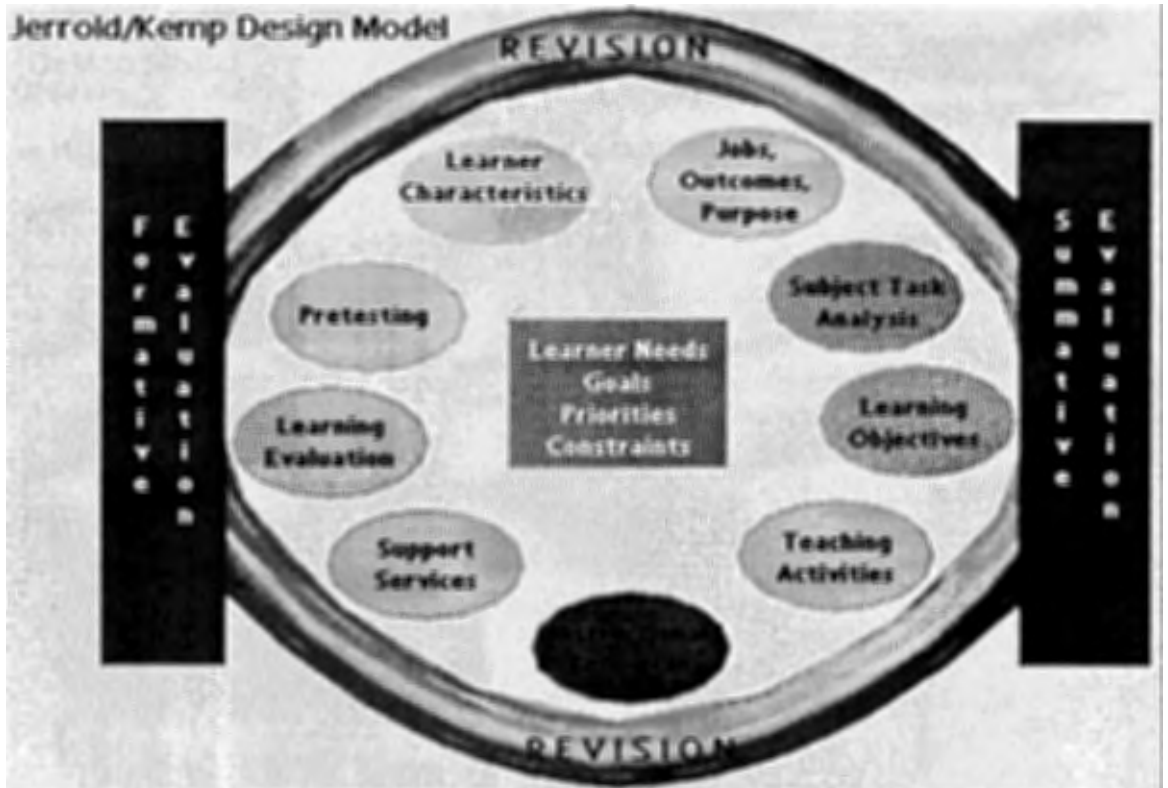 Jerrold/Kemp Design Model
REVISION
Learner
Characteristics
Jobs,
Outcomes,
Purpose
Formative
Evaluation
Pretesting
Subject Task
Analysis
Learner Needs
Goals
Priorities
Constraints
Learning
Evaluation
Learning
Objectives
Support
Services
Teaching
Activities
Summative
Evaluation
REVISION